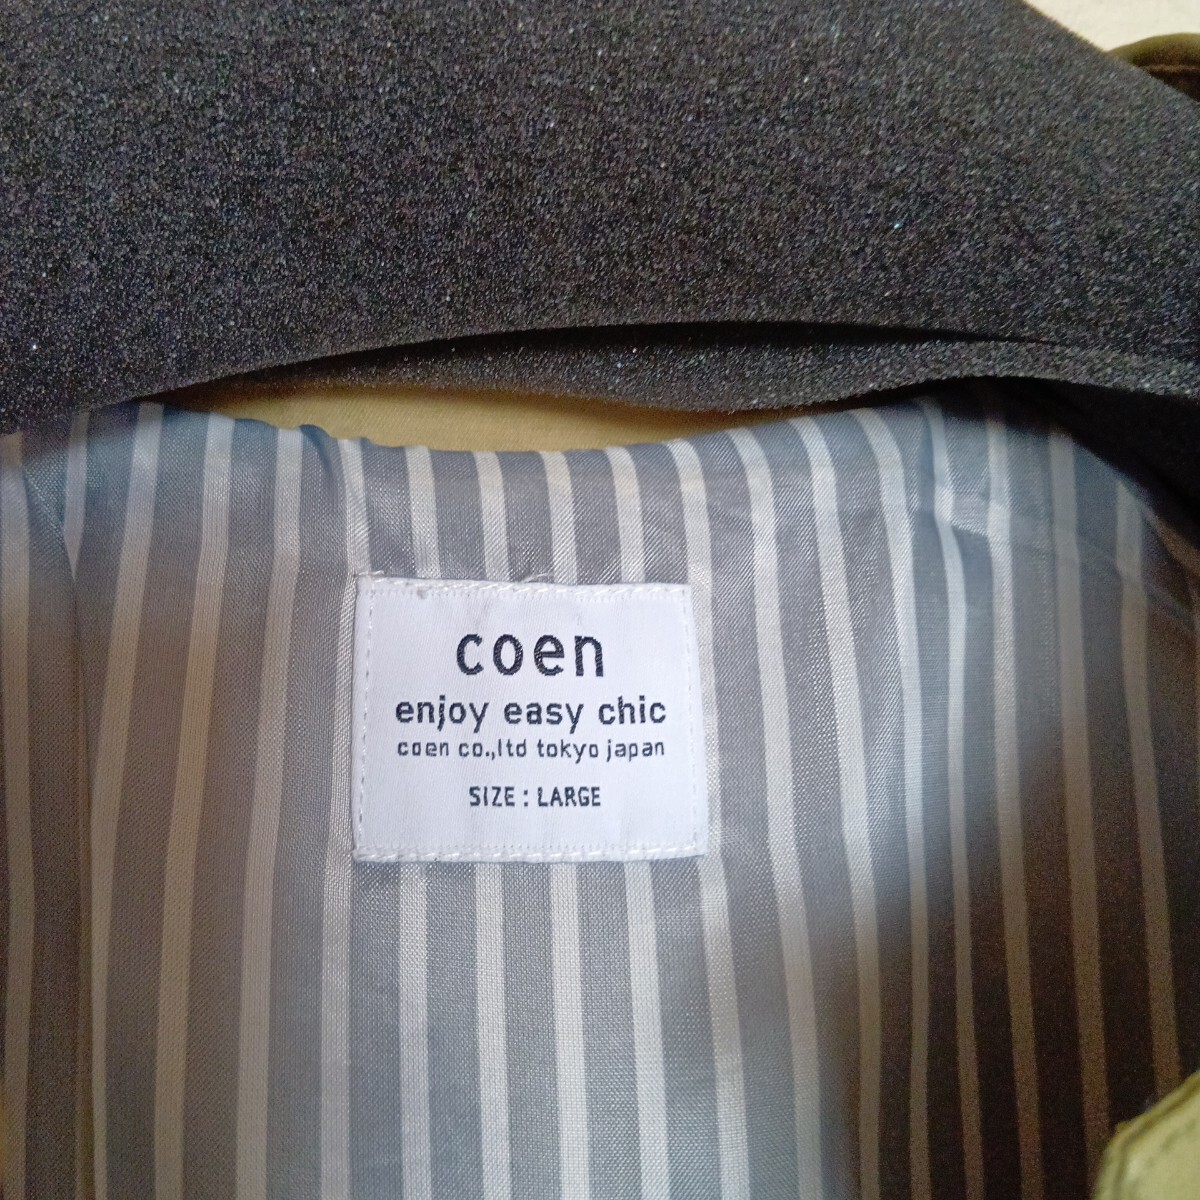 coen
enjoy easy chic
coen co.,ltd tokyo japan
SIZE : LARGE